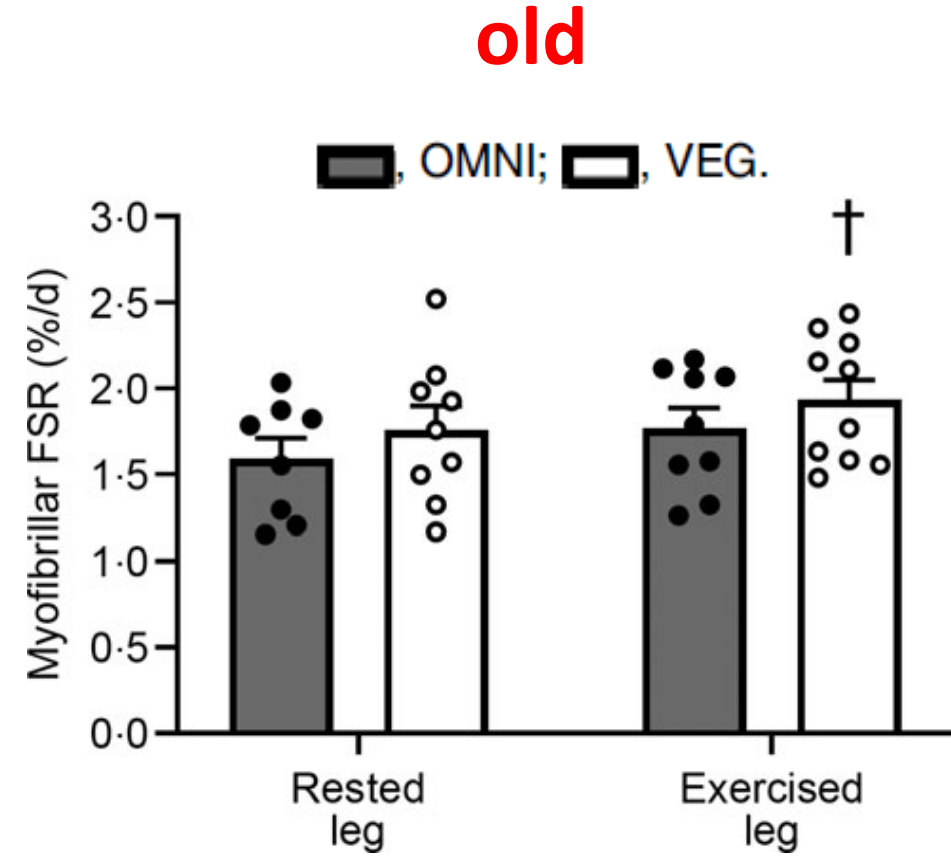 old
, OMNI; , VEG.
†
Myofibrillar FSR (%/d)
3·0
2·5
2·0
1·5
1·0
0·5
0·0
Rested
leg
Exercised
leg